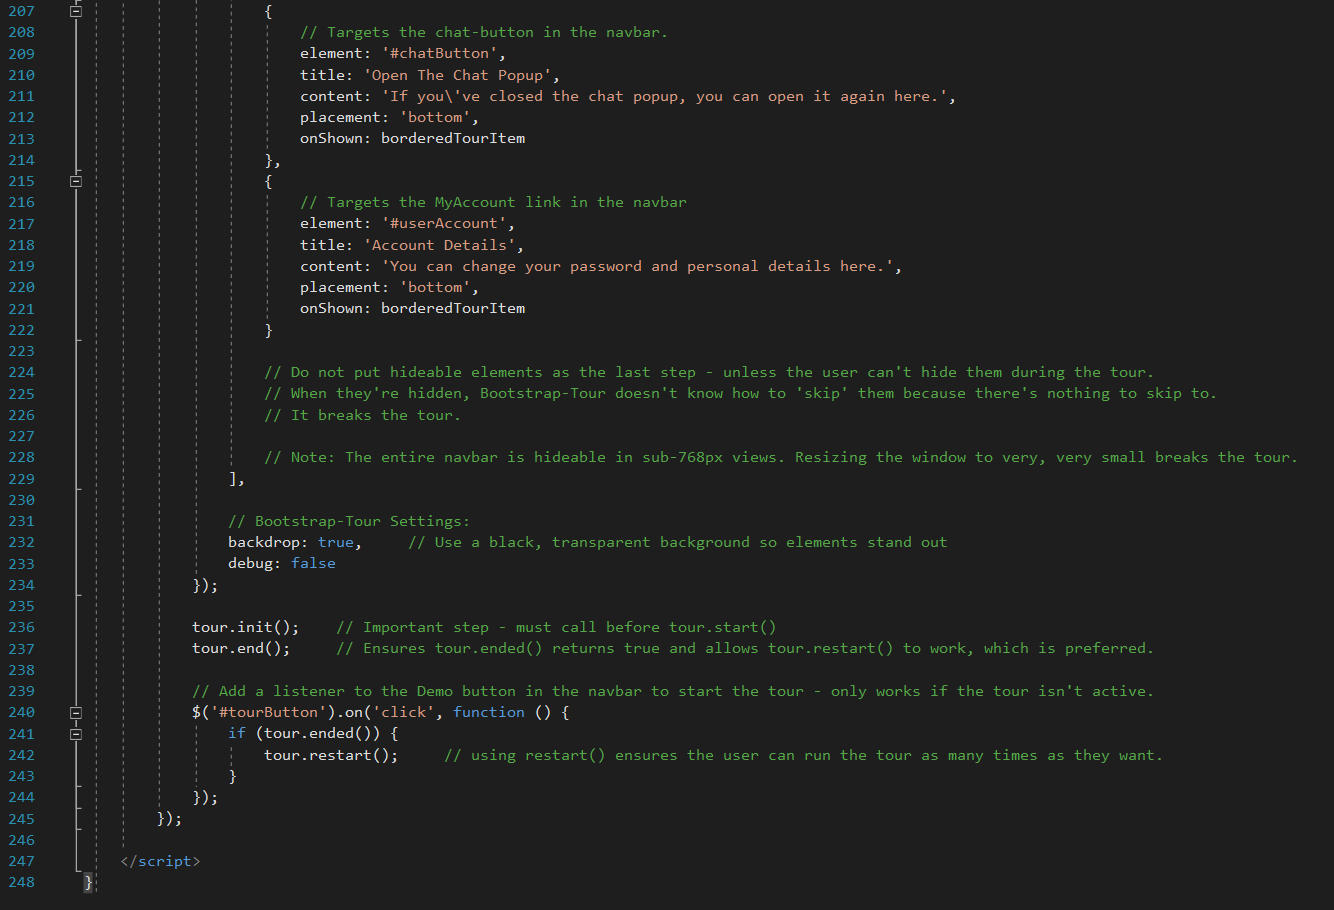 207 {
208 // Targets the chat-button in the navbar.
209 element: '#chatButton',
210 title: 'Open The Chat Popup',
211 content: 'If you\'ve closed the chat popup, you can open it again here.',
212 placement: 'bottom',
213 onShown: borderedTourItem
214 },
215 {
216 // Targets the MyAccount link in the navbar
217 element: '#userAccount',
218 title: 'Account Details',
219 content: 'You can change your password and personal details here.',
220 placement: 'bottom',
221 onShown: borderedTourItem
222 }
223
224 // Do not put hideable elements as the last step - unless the user can't hide them during the tour.
225 // When they're hidden, Bootstrap-Tour doesn't know how to 'skip' them because there's nothing to skip to.
226 // It breaks the tour.
227
228 // Note: The entire navbar is hideable in sub-768px views. Resizing the window to very, very small breaks the tour.
229 ],
230
231 // Bootstrap-Tour Settings:
232 backdrop: true, // Use a black, transparent background so elements stand out
233 debug: false
234 });
235
236 tour.init(); // Important step - must call before tour.start()
237 tour.end(); // Ensures tour.ended() returns true and allows tour.restart() to work, which is preferred.
238
239 // Add a listener to the Demo button in the navbar to start the tour - only works if the tour isn't active.
240 $('#tourButton').on('click', function () {
241 if (tour.ended()) {
242 tour.restart(); // using restart() ensures the user can run the tour as many times as they want.
243 }
244 });
245 });
246
247 </script>
248 }